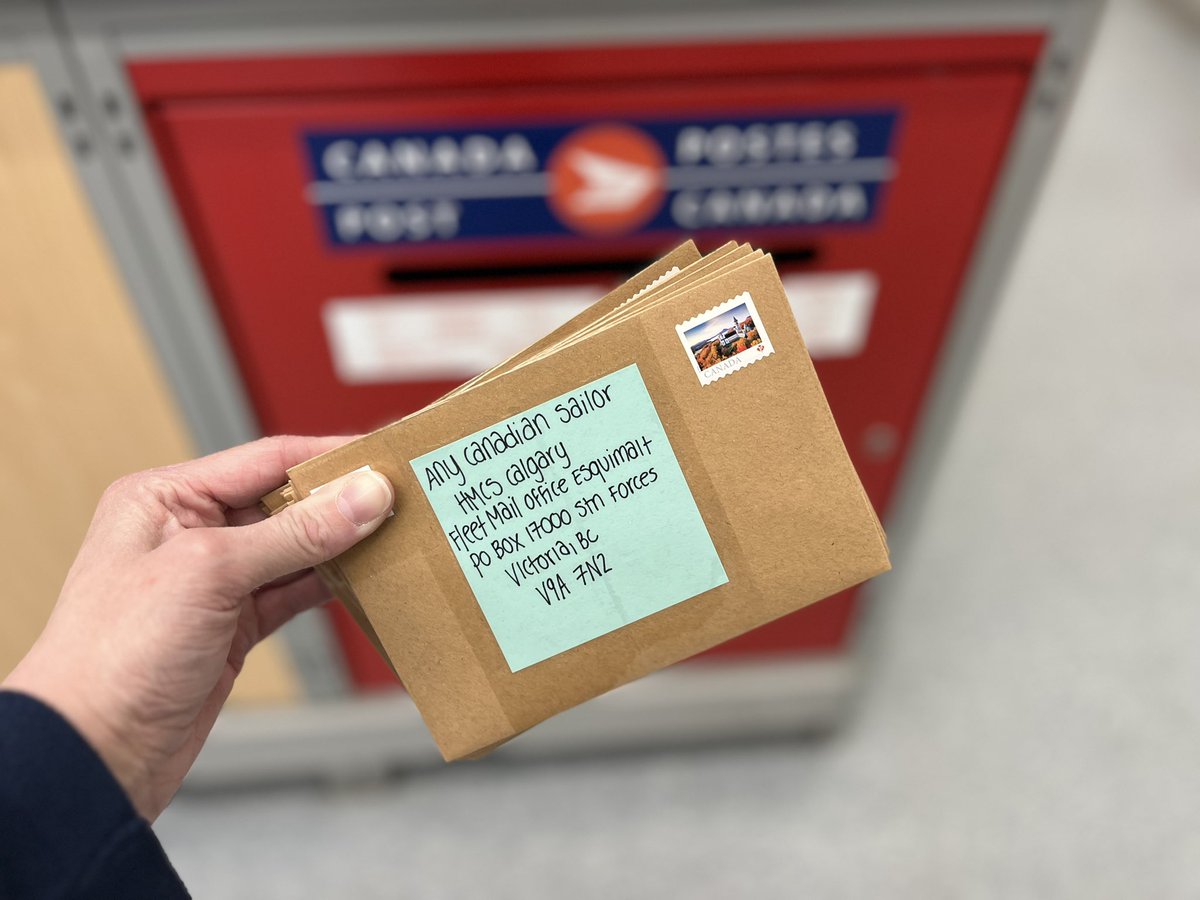 CANADA POSTES
POST CANADA
CANADA
Any Canadian Sailor
HMCS Calgary
Fleet Mail Office Esquimalt
PO Box 17000 Stn Forces
Victoria, BC
V9A 7N2